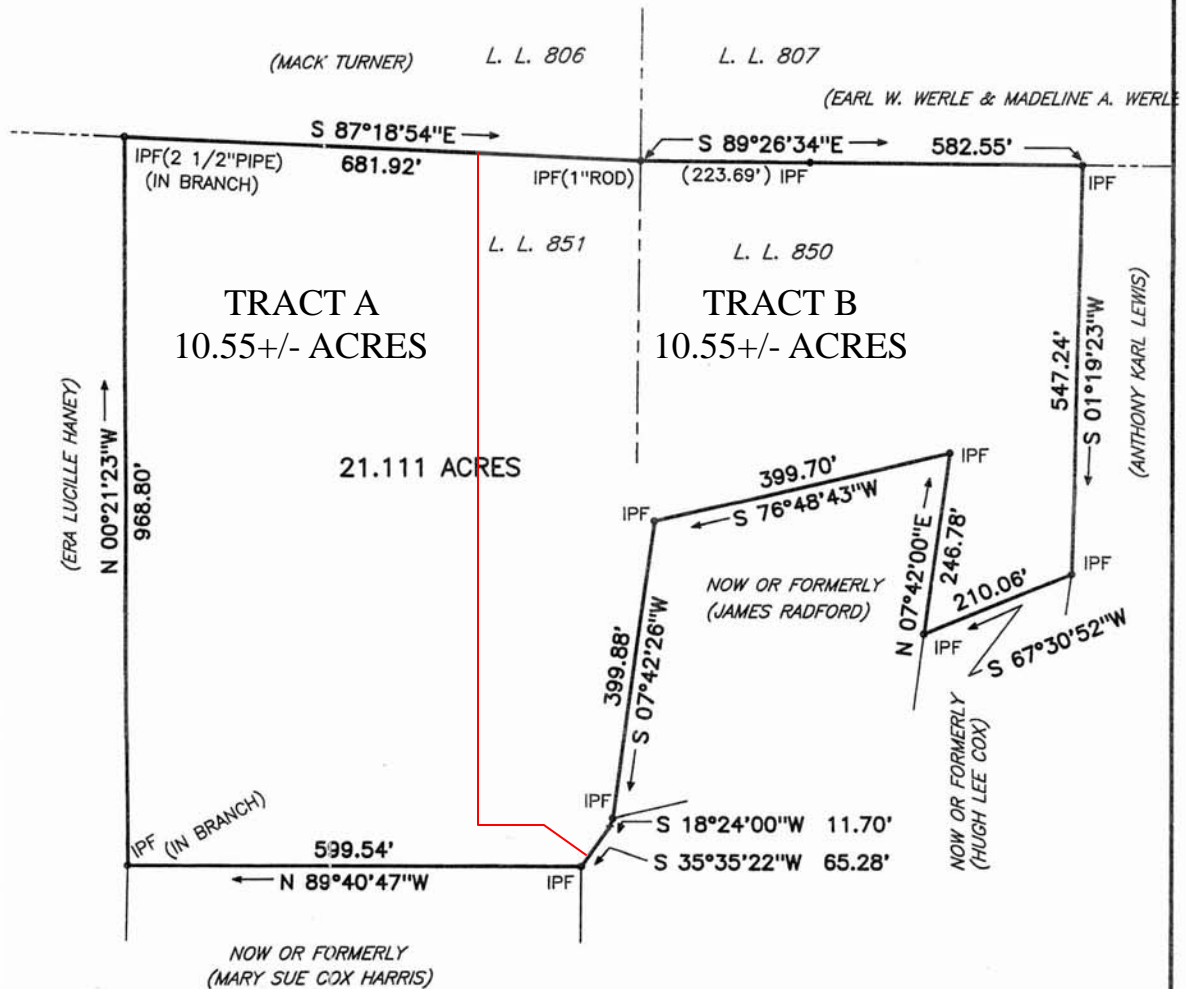 (MACK TURNER)
L. L. 806
L. L. 807
(EARL W. WERLE & MADELINE A. WERLE
S 87°18'54"E
681.92'
S 89°26'34"E
582.55'
IPF(2 1/2"PIPE)
(IN BRANCH)
IPF(1"ROD)
(223.69') IPF
IPF
L. L. 851
L. L. 850
TRACT A
10.55+/- ACRES
TRACT B
10.55+/- ACRES
(ERA LUCILLE HANEY)
N 00°21'23"W
968.80'
547.24'
S 01°19'23"W
(ANTHONY KARL LEWIS)
21.111 ACRES
399.70'
S 76°48'43"W
IPF
IPF
NOW OR FORMERLY
(JAMES RADFORD)
N 07°42'00"E
246.78'
210.06'
IPF
IPF
S 67°30'52"W
399.88'
S 07°42'26"W
NOW OR FORMERLY
(HUGH LEE COX)
IPF
S 18°24'00"W 11.70'
S 35°35'22"W 65.28'
IPF (IN BRANCH)
599.54'
N 89°40'47"W
IPF
NOW OR FORMERLY
(MARY SUE COX HARRIS)